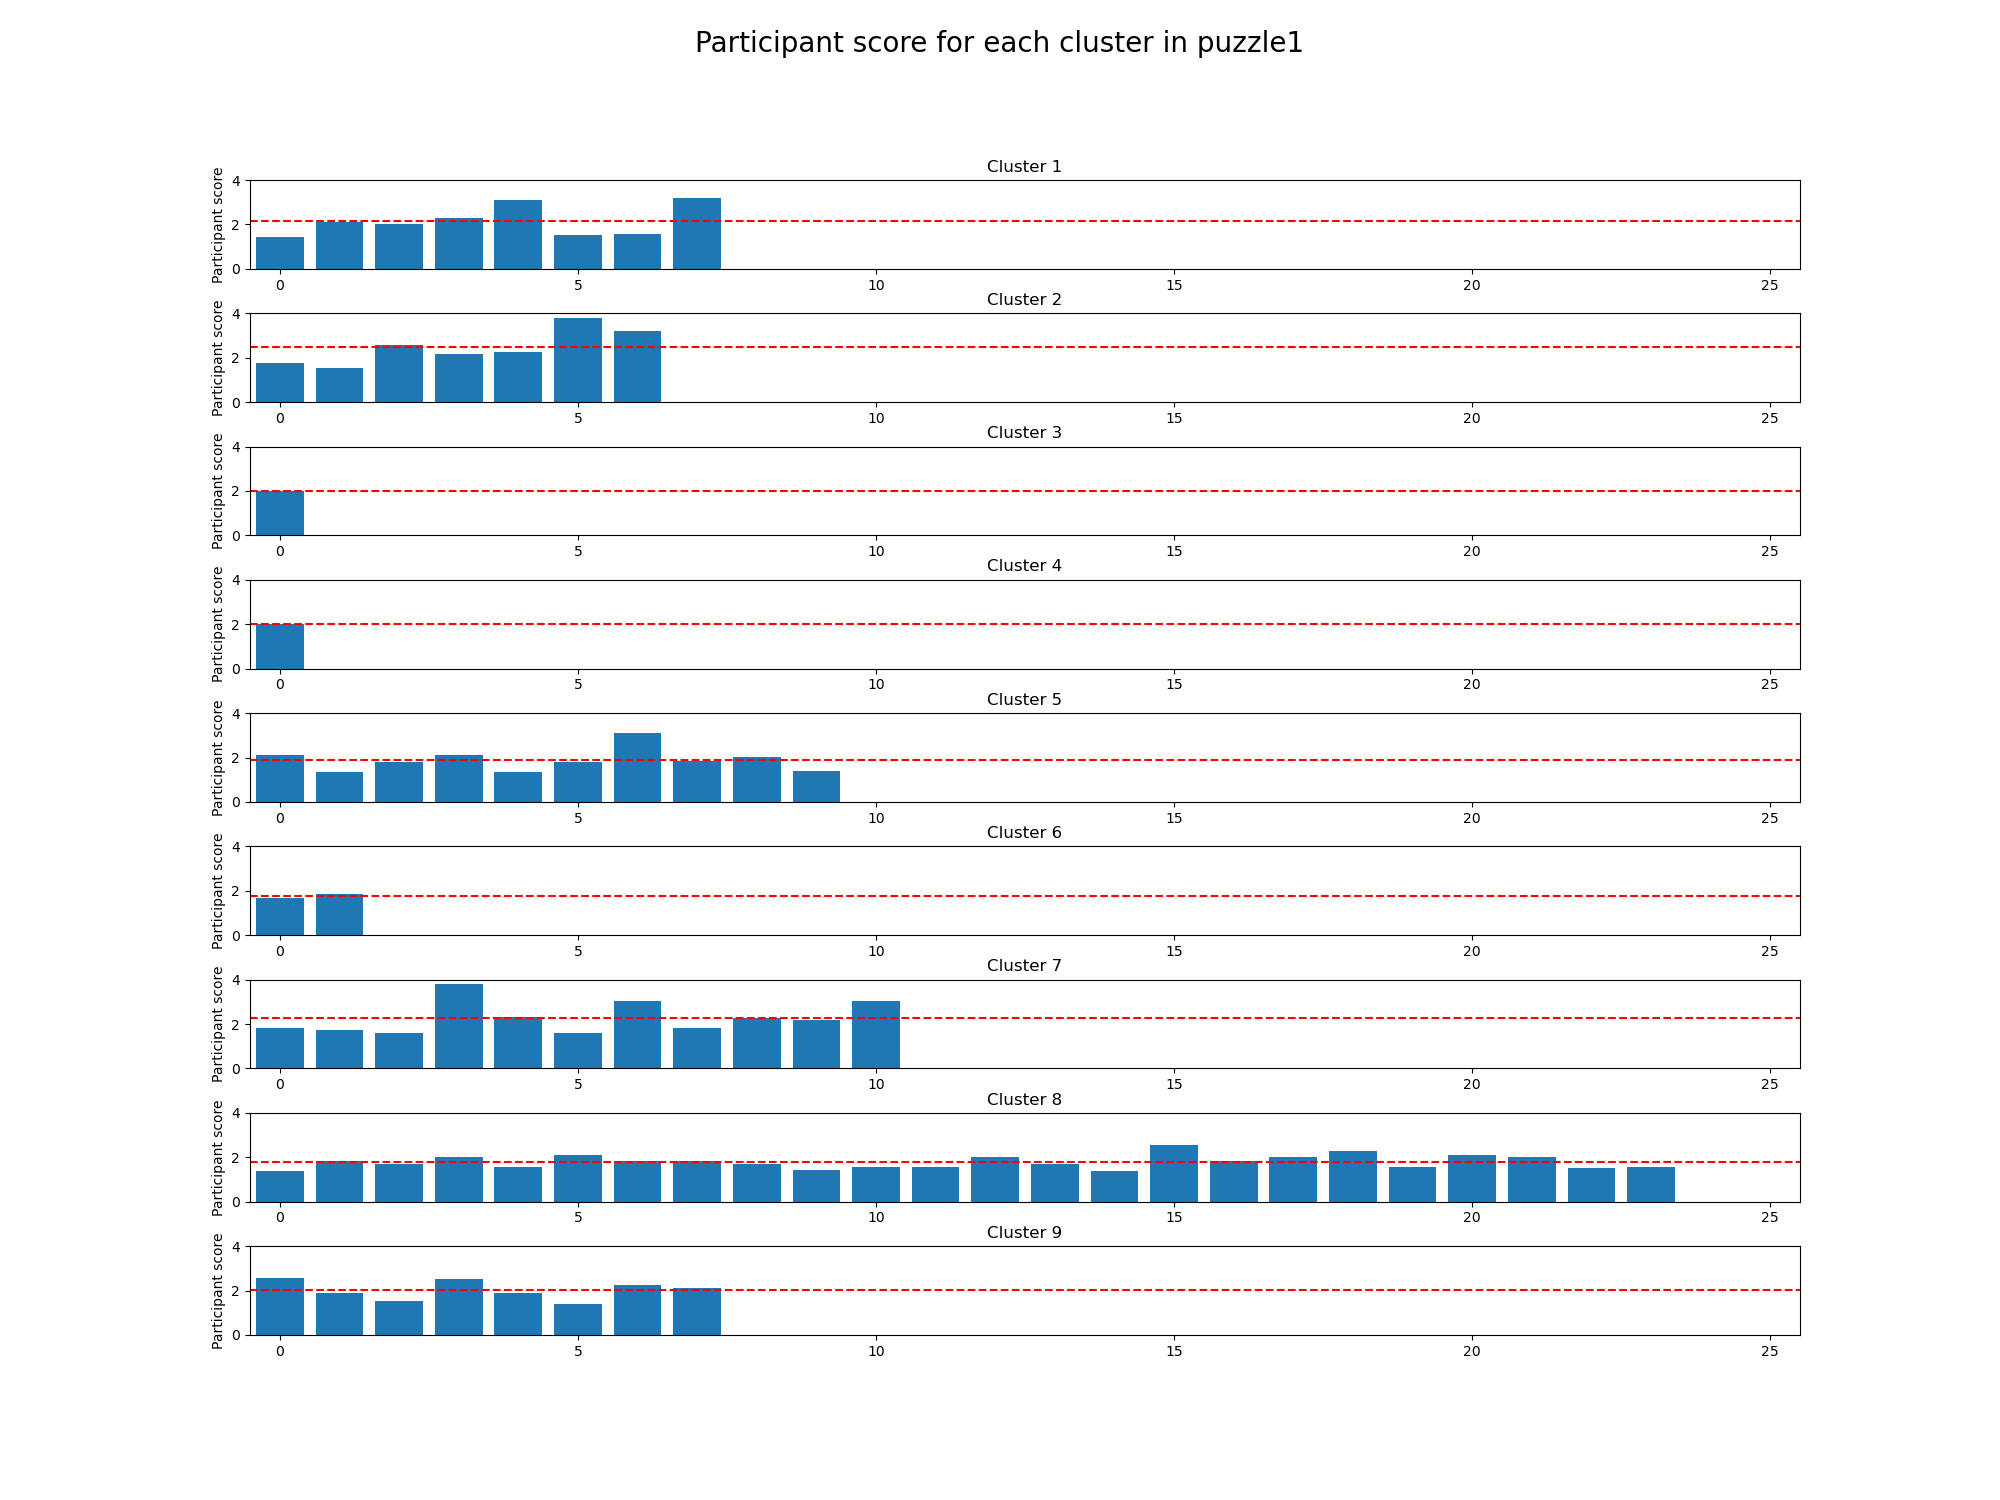 Participant score for each cluster in puzzle1
Cluster 1
Participant score
4
2
0
0 5 10 15 20 25
Cluster 2
Participant score
4
2
0
0 5 10 15 20 25
Cluster 3
Participant score
4
2
0
0 5 10 15 20 25
Cluster 4
Participant score
4
2
0
0 5 10 15 20 25
Cluster 5
Participant score
4
2
0
0 5 10 15 20 25
Cluster 6
Participant score
4
2
0
0 5 10 15 20 25
Cluster 7
Participant score
4
2
0
0 5 10 15 20 25
Cluster 8
Participant score
4
2
0
0 5 10 15 20 25
Cluster 9
Participant score
4
2
0
0 5 10 15 20 25